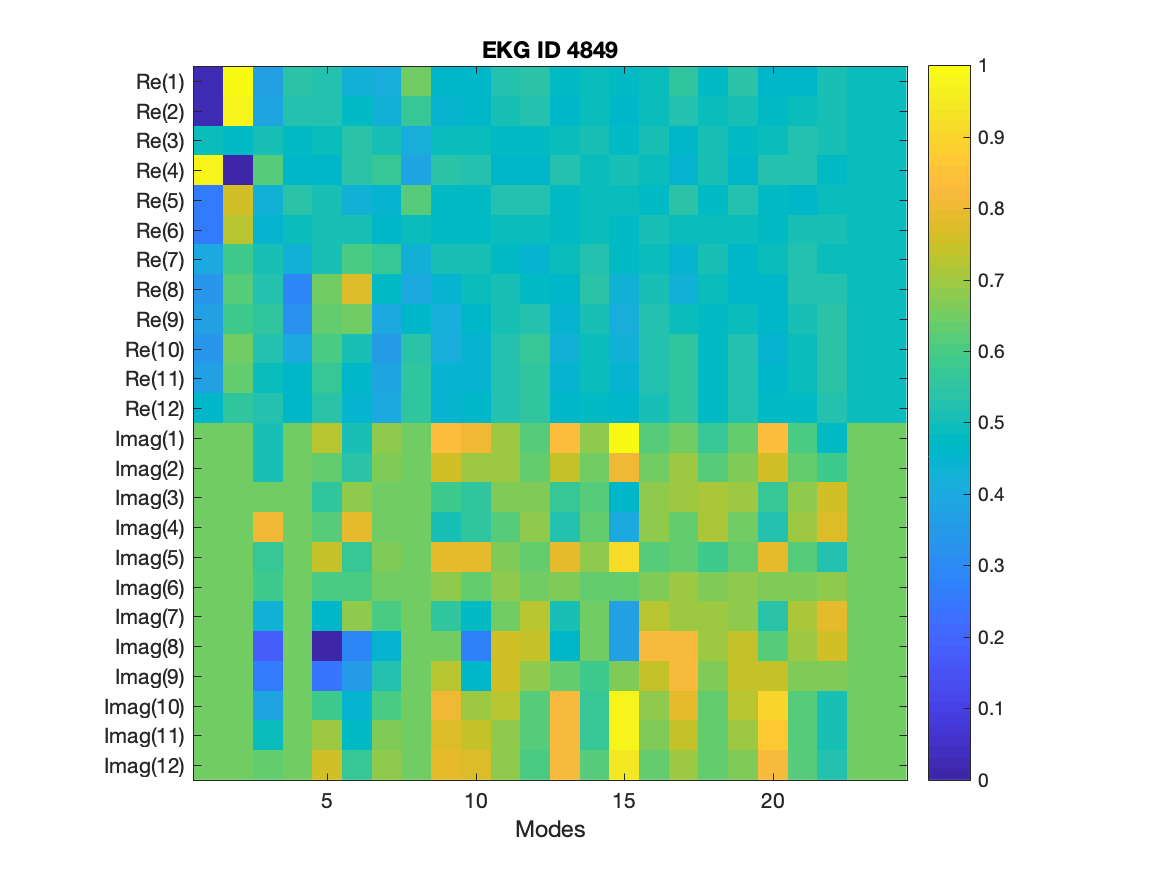 EKG ID 4849
Re(1)
Re(2)
Re(3)
Re(4)
Re(5)
Re(6)
Re(7)
Re(8)
Re(9)
Re(10)
Re(11)
Re(12)
Imag(1)
Imag(2)
Imag(3)
Imag(4)
Imag(5)
Imag(6)
Imag(7)
Imag(8)
Imag(9)
Imag(10)
Imag(11)
Imag(12)
5 10 15 20
Modes
1
0.9
0.8
0.7
0.6
0.5
0.4
0.3
0.2
0.1
0